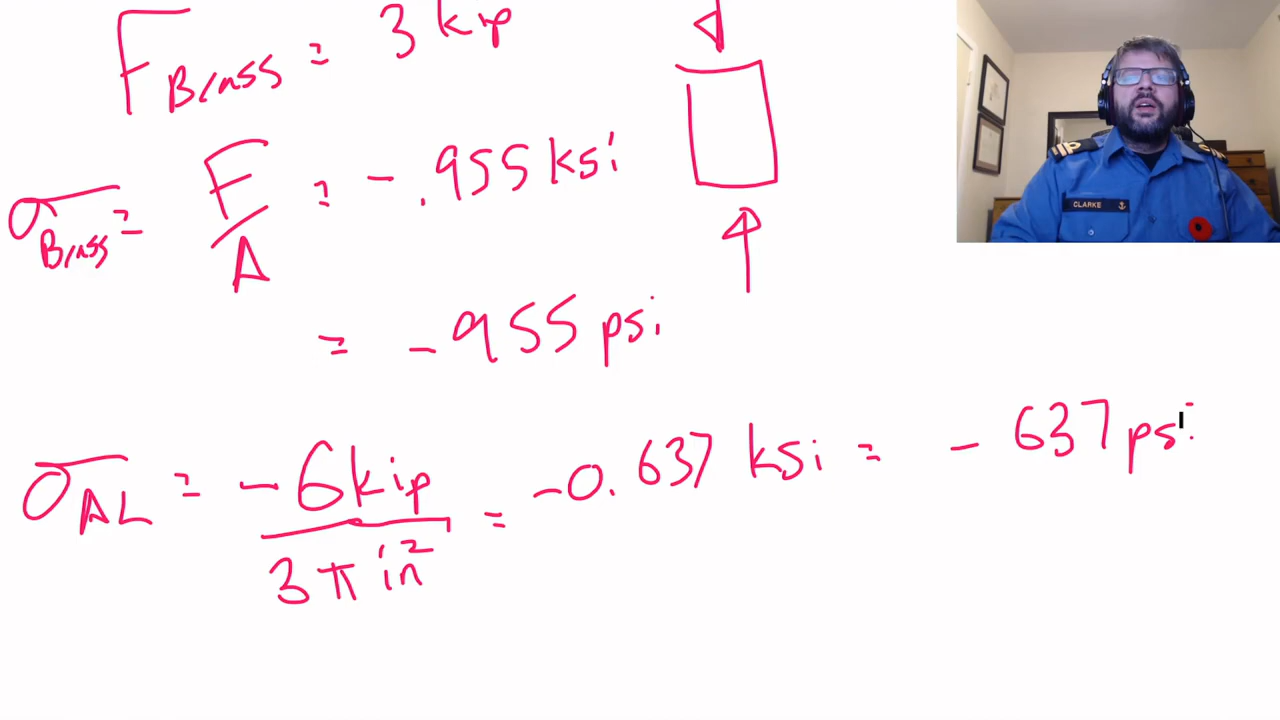 F_Brass = 3 kip
σ_Brass = F/A = -.955 ksi
= -955 psi
σ_AL = -6 kip / 3π in² = -0.637 ksi = -637 psi
CLARKE